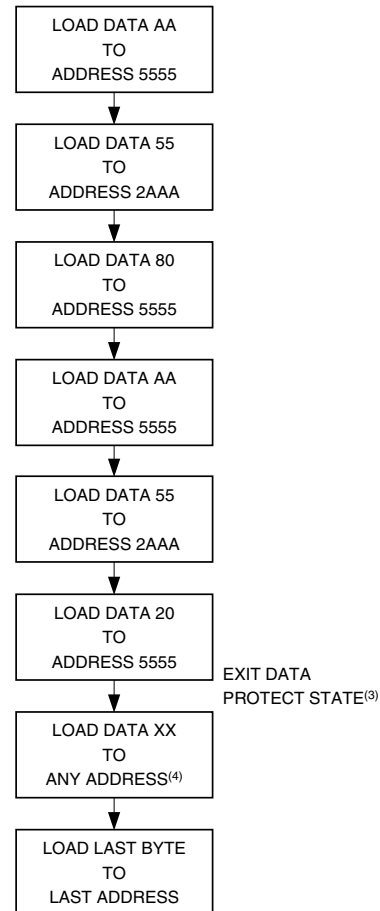 LOAD DATA AA
TO
ADDRESS 5555
LOAD DATA 55
TO
ADDRESS 2AAA
LOAD DATA 80
TO
ADDRESS 5555
LOAD DATA AA
TO
ADDRESS 5555
LOAD DATA 55
TO
ADDRESS 2AAA
LOAD DATA 20
TO
ADDRESS 5555
EXIT DATA
PROTECT STATE(3)
LOAD DATA XX
TO
ANY ADDRESS(4)
LOAD LAST BYTE
TO
LAST ADDRESS